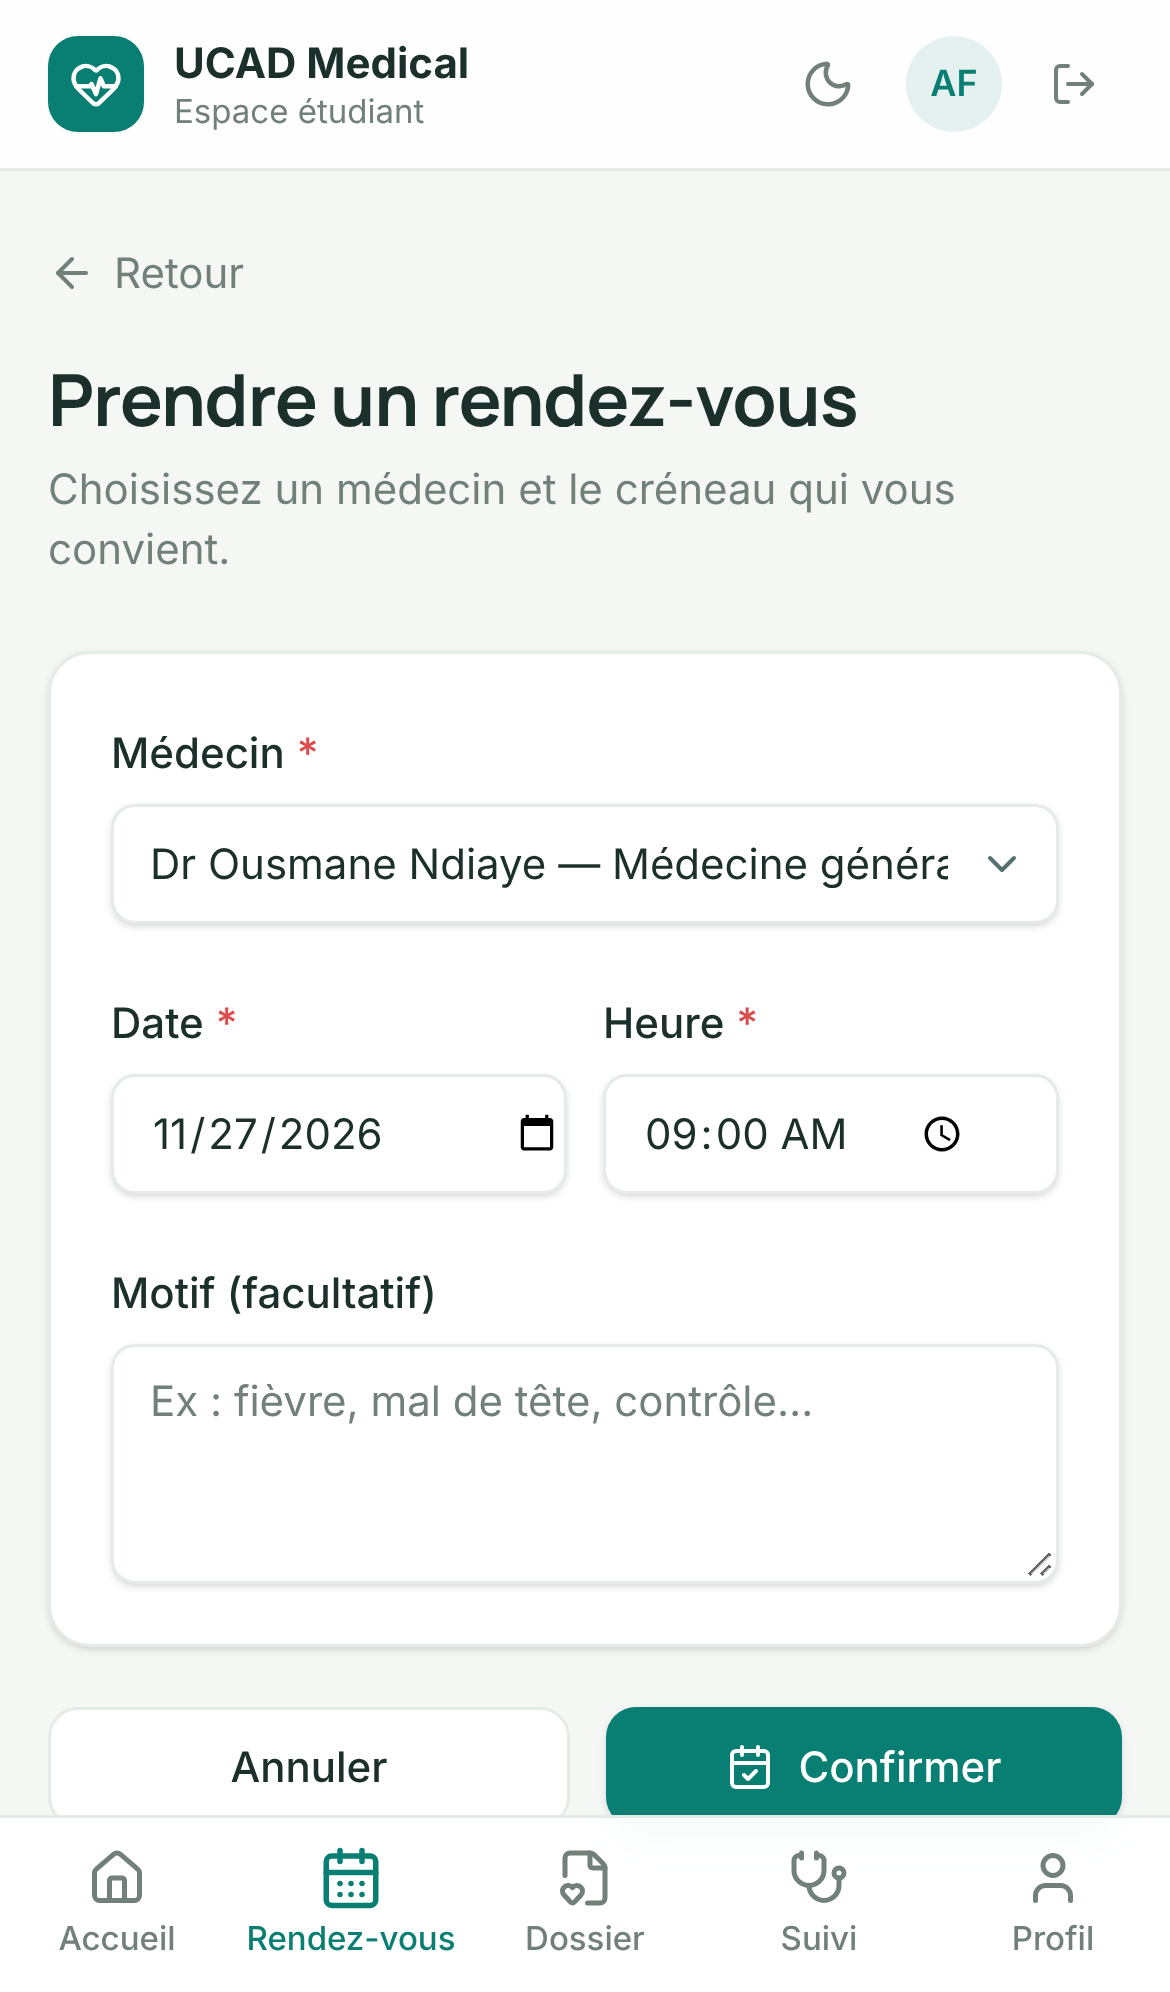 UCAD Medical
Espace étudiant
AF
Retour
Prendre un rendez-vous
Choisissez un médecin et le créneau qui vous
convient.
Médecin *
Dr Ousmane Ndiaye — Médecine généra
Date *
Heure *
11/27/2026
09:00 AM
Motif (facultatif)
Ex : fièvre, mal de tête, contrôle...
Annuler
Confirmer
Accueil
Rendez-vous
Dossier
Suivi
Profil